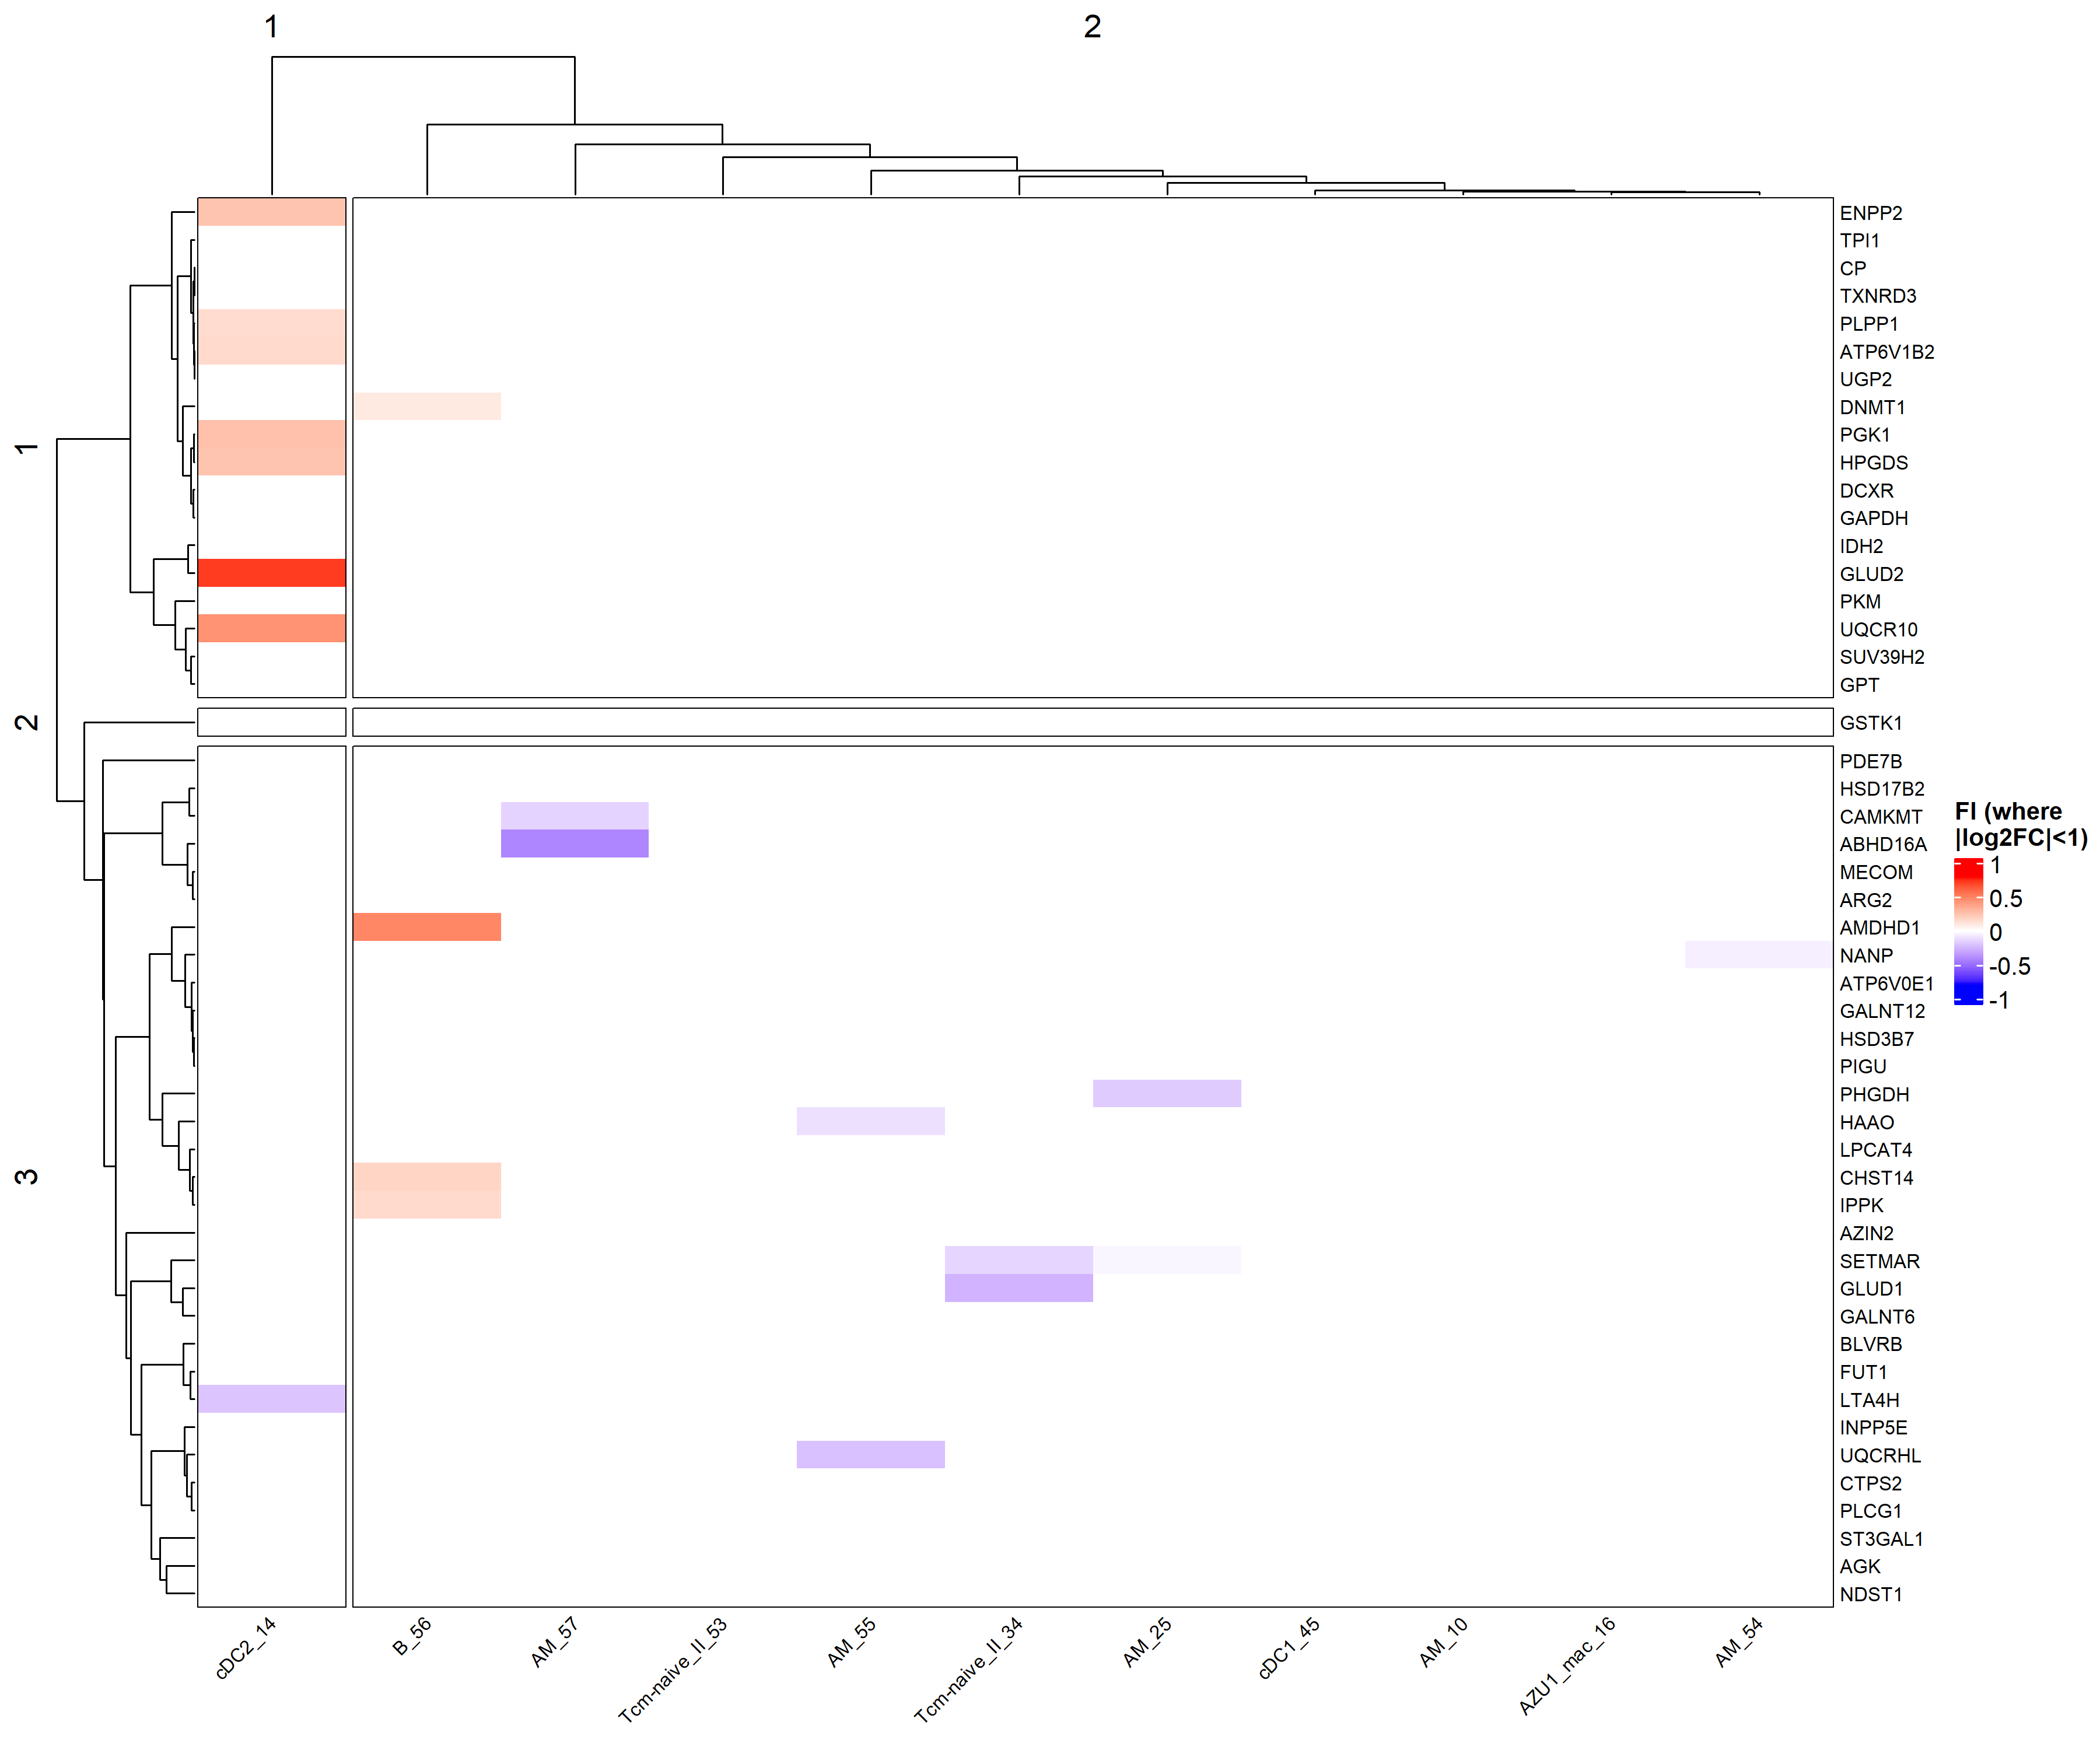 1
2
1
2
3
ENPP2
TPI1
CP
TXNRD3
PLPP1
ATP6V1B2
UGP2
DNMT1
PGK1
HPGDS
DCXR
GAPDH
IDH2
GLUD2
PKM
UQCR10
SUV39H2
GPT
GSTK1
PDE7B
HSD17B2
CAMKMT
ABHD16A
MECOM
ARG2
AMDHD1
NANP
ATP6V0E1
GALNT12
HSD3B7
PIGU
PHGDH
HAAO
LPCAT4
CHST14
IPPK
AZIN2
SETMAR
GLUD1
GALNT6
BLVRB
FUT1
LTA4H
INPP5E
UQCRHL
CTPS2
PLCG1
ST3GAL1
AGK
NDST1
FI (where
|log2FC|<1)
1
0.5
0
-0.5
-1
cDC2_14
B_56
AM_57
Tcm-naive_II_53
AM_55
Tcm-naive_II_34
AM_25
cDC1_45
AM_10
AZU1_mac_16
AM_54